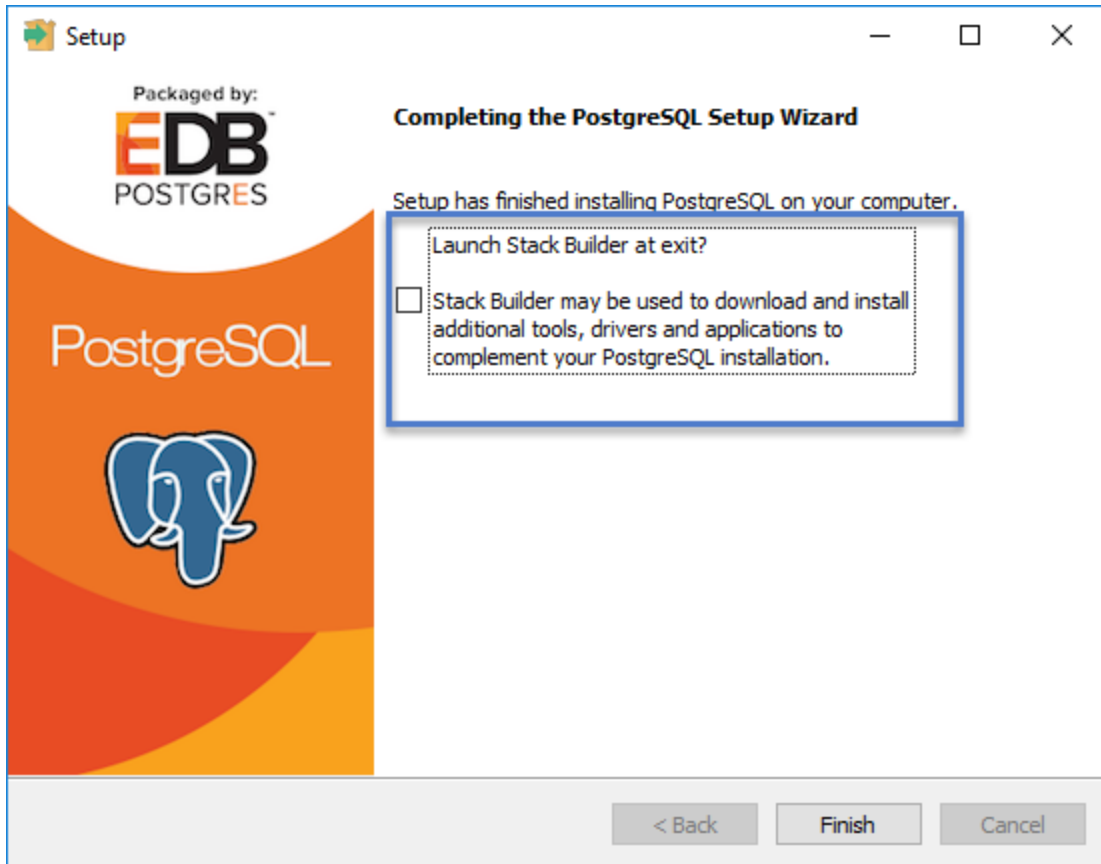 Setup
Packaged by:
EDB
POSTGRES
PostgreSQL
Completing the PostgreSQL Setup Wizard
Setup has finished installing PostgreSQL on your computer.
Launch Stack Builder at exit?
Stack Builder may be used to download and install
additional tools, drivers and applications to
complement your PostgreSQL installation.
< Back
Finish
Cancel